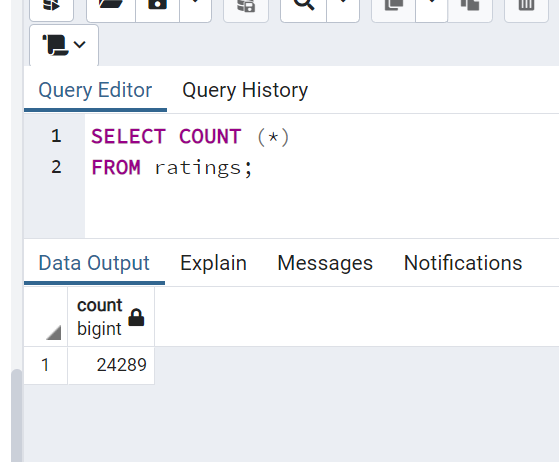 Query Editor Query History
1 SELECT COUNT (*)
2 FROM ratings;
Data Output Explain Messages Notifications
count
bigint
1 24289